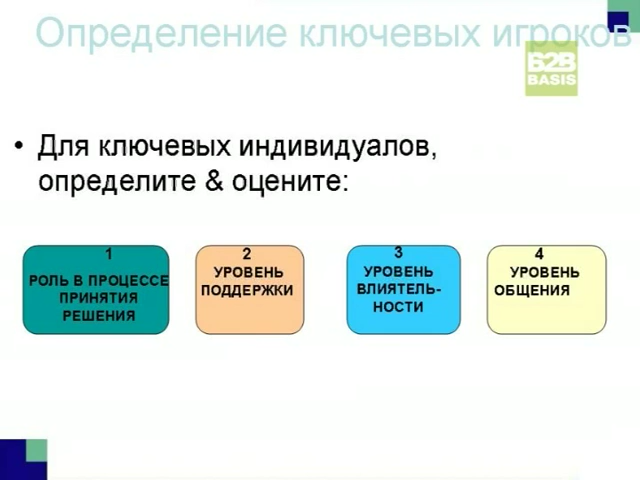 Определение ключевых игроков
Б2В
BASIS
• Для ключевых индивидуалов,
определите & оцените:
1
РОЛЬ В ПРОЦЕССЕ
ПРИНЯТИЯ
РЕШЕНИЯ
2
УРОВЕНЬ
ПОДДЕРЖКИ
3
УРОВЕНЬ
ВЛИЯТЕЛЬ-
НОСТИ
4
УРОВЕНЬ
ОБЩЕНИЯ